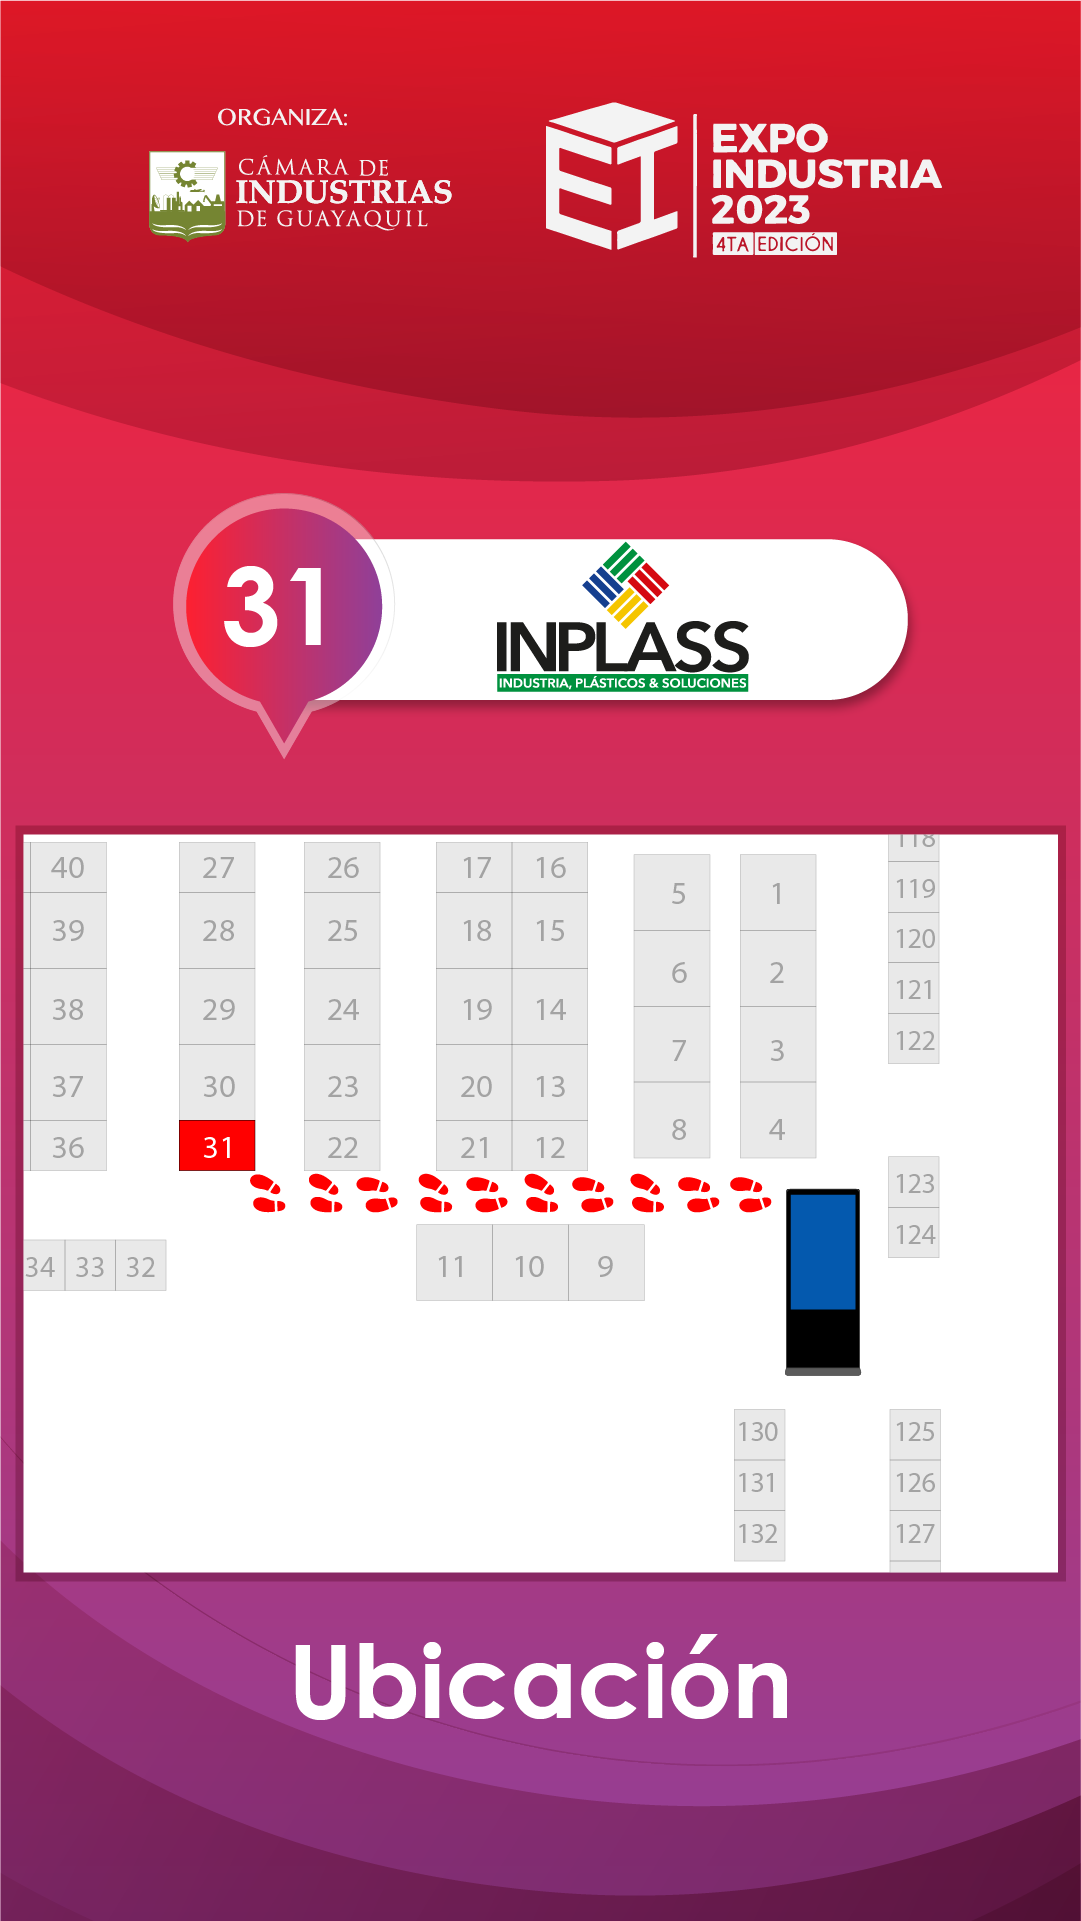 ORGANIZA:
CÁMARA DE
INDUSTRIAS
DE GUAYAQUIL
EXPO
INDUSTRIA
2023
4TA EDICIÓN
31
INPLASS
INDUSTRIA, PLÁSTICOS & SOLUCIONES
40 27 26 17 16 5 1 118
39 28 25 18 15 6 2 119
38 29 24 19 14 7 3 120
37 30 23 20 13 8 4 121
36 31 22 21 12 122
34 33 32 11 10 9 123
124
130 125
131 126
132 127
Ubicación